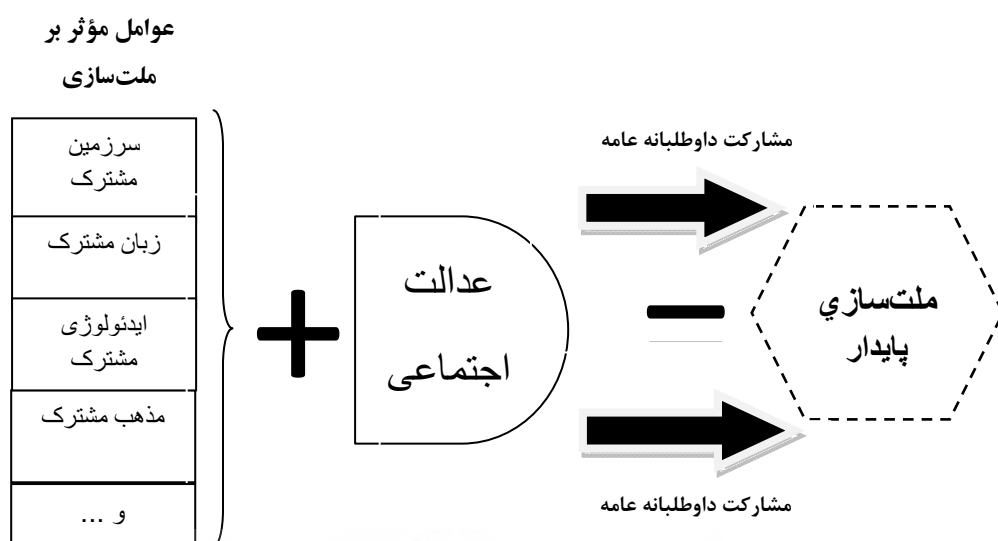 عوامل مؤثر بر
ملت‌سازی
سرزمین
مشترک
زبان مشترک
ایدئولوژی
مشترک
مذهب مشترک
و ...
عدالت
اجتماعی
مشارکت داوطلبانه عامه
مشارکت داوطلبانه عامه
ملت‌سازي
پایدار